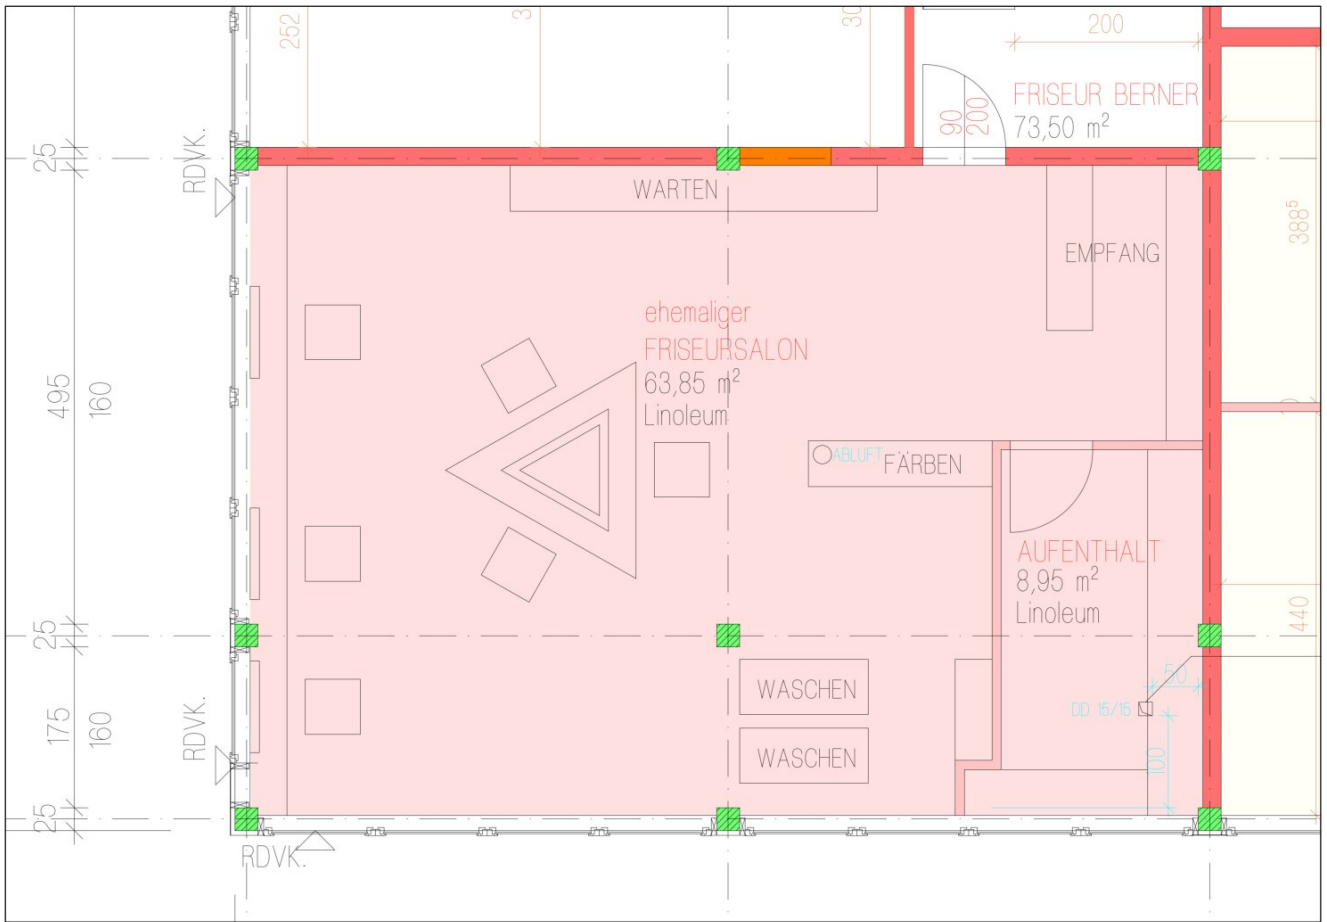 252
3
30
200
FRISEUR BERNER
73,50 m²
90
200
25
RDVK.
WARTEN
EMPFANG
388⁵
ehemaliger
FRISEURSALON
63,85 m²
Linoleum
495
160
ABLUFT
FÄRBEN
AUFENTHALT
8,95 m²
Linoleum
440
25
50
WASCHEN
DD 15/15
175
160
RDVK.
WASCHEN
100
25
RDVK.